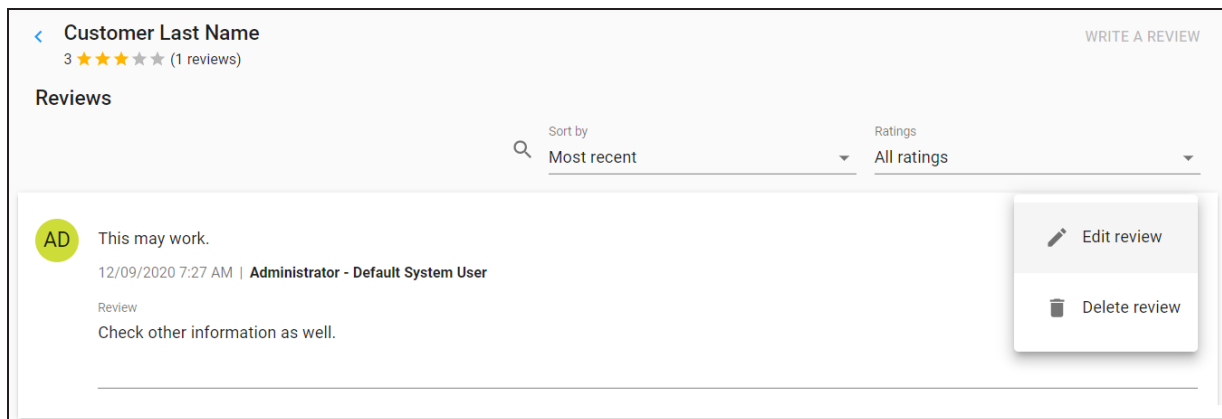 Customer Last Name
WRITE A REVIEW
3 (1 reviews)
Reviews
Sort by
Most recent
Ratings
All ratings
AD
This may work.
12/09/2020 7:27 AM | Administrator - Default System User
Review
Check other information as well.
Edit review
Delete review